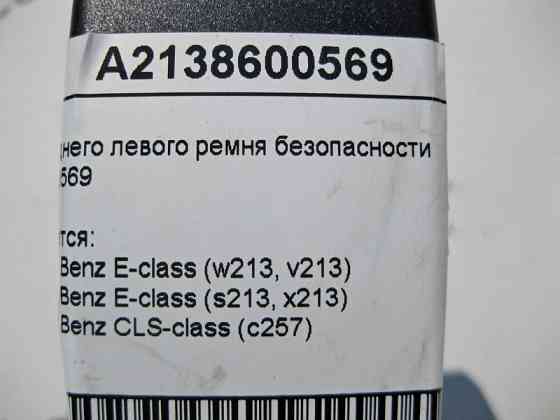 A2138600569
днего левого ремня безопасности
569
тся:
Benz E-class (w213, v213)
Benz E-class (s213, x213)
Benz CLS-class (c257)